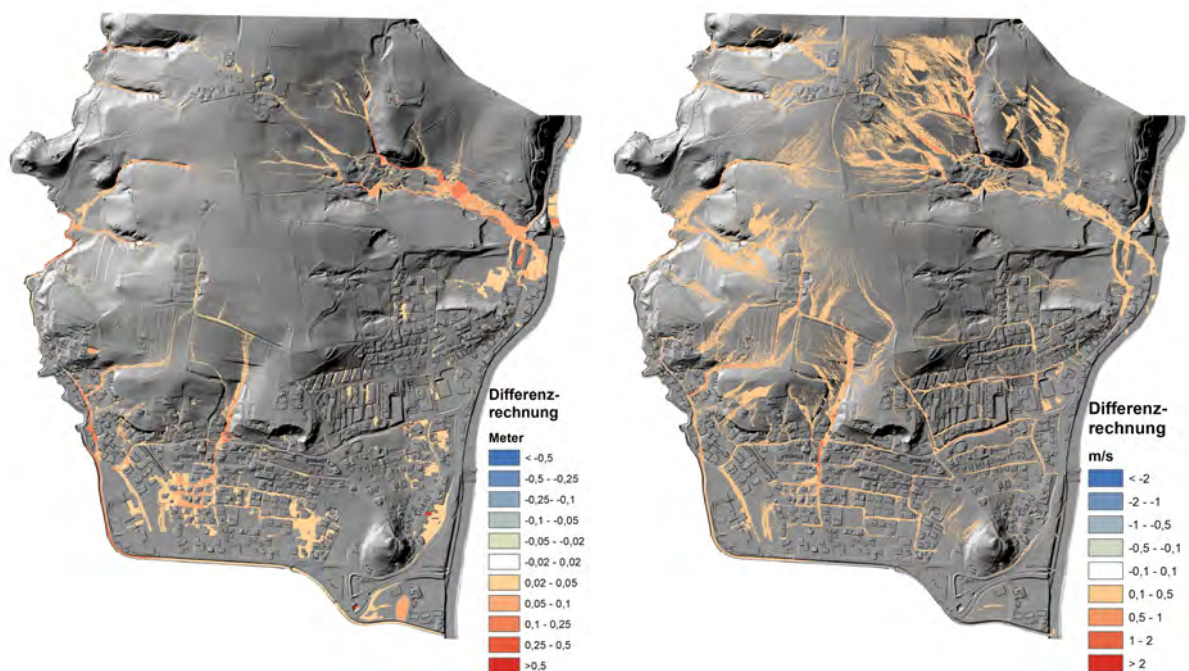 Differenz-
rechnung
Meter
< -0,5
-0,5 - -0,25
-0,25- -0,1
-0,1 - -0,05
-0,05 - -0,02
-0,02 - 0,02
0,02 - 0,05
0,05 - 0,1
0,1 - 0,25
0,25 - 0,5
>0,5
Differenz-
rechnung
m/s
< -2
-2 - -1
-1 - -0,5
-0,5 - -0,1
-0,1 - 0,1
0,1 - 0,5
0,5 - 1
1 - 2
> 2